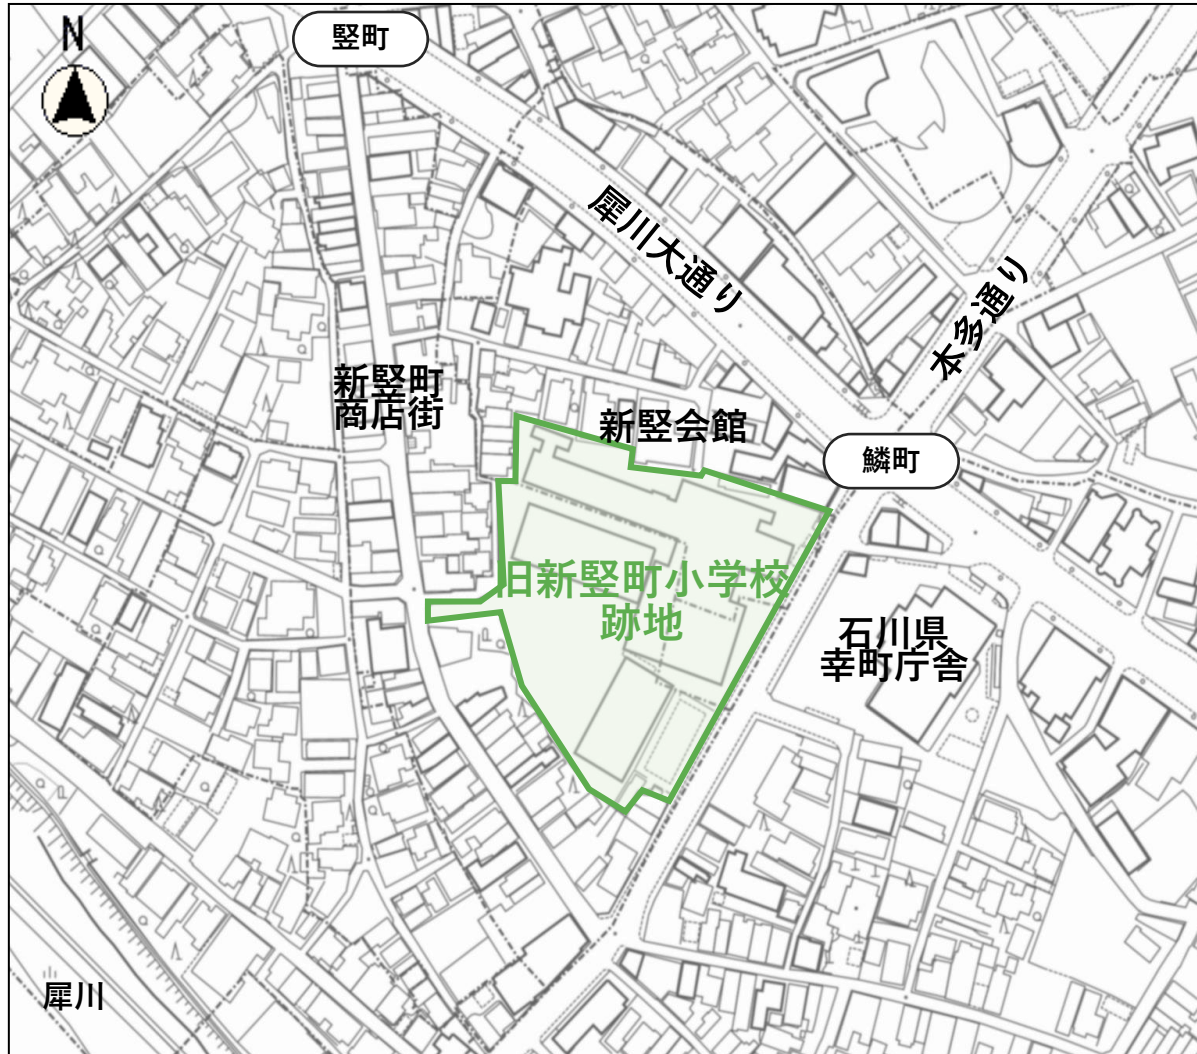 竪町
N
犀川大通り
本多通り
新竪町
商店街
新竪会館
鱗町
旧新竪町小学校
跡地
石川県
幸町庁舎
犀川